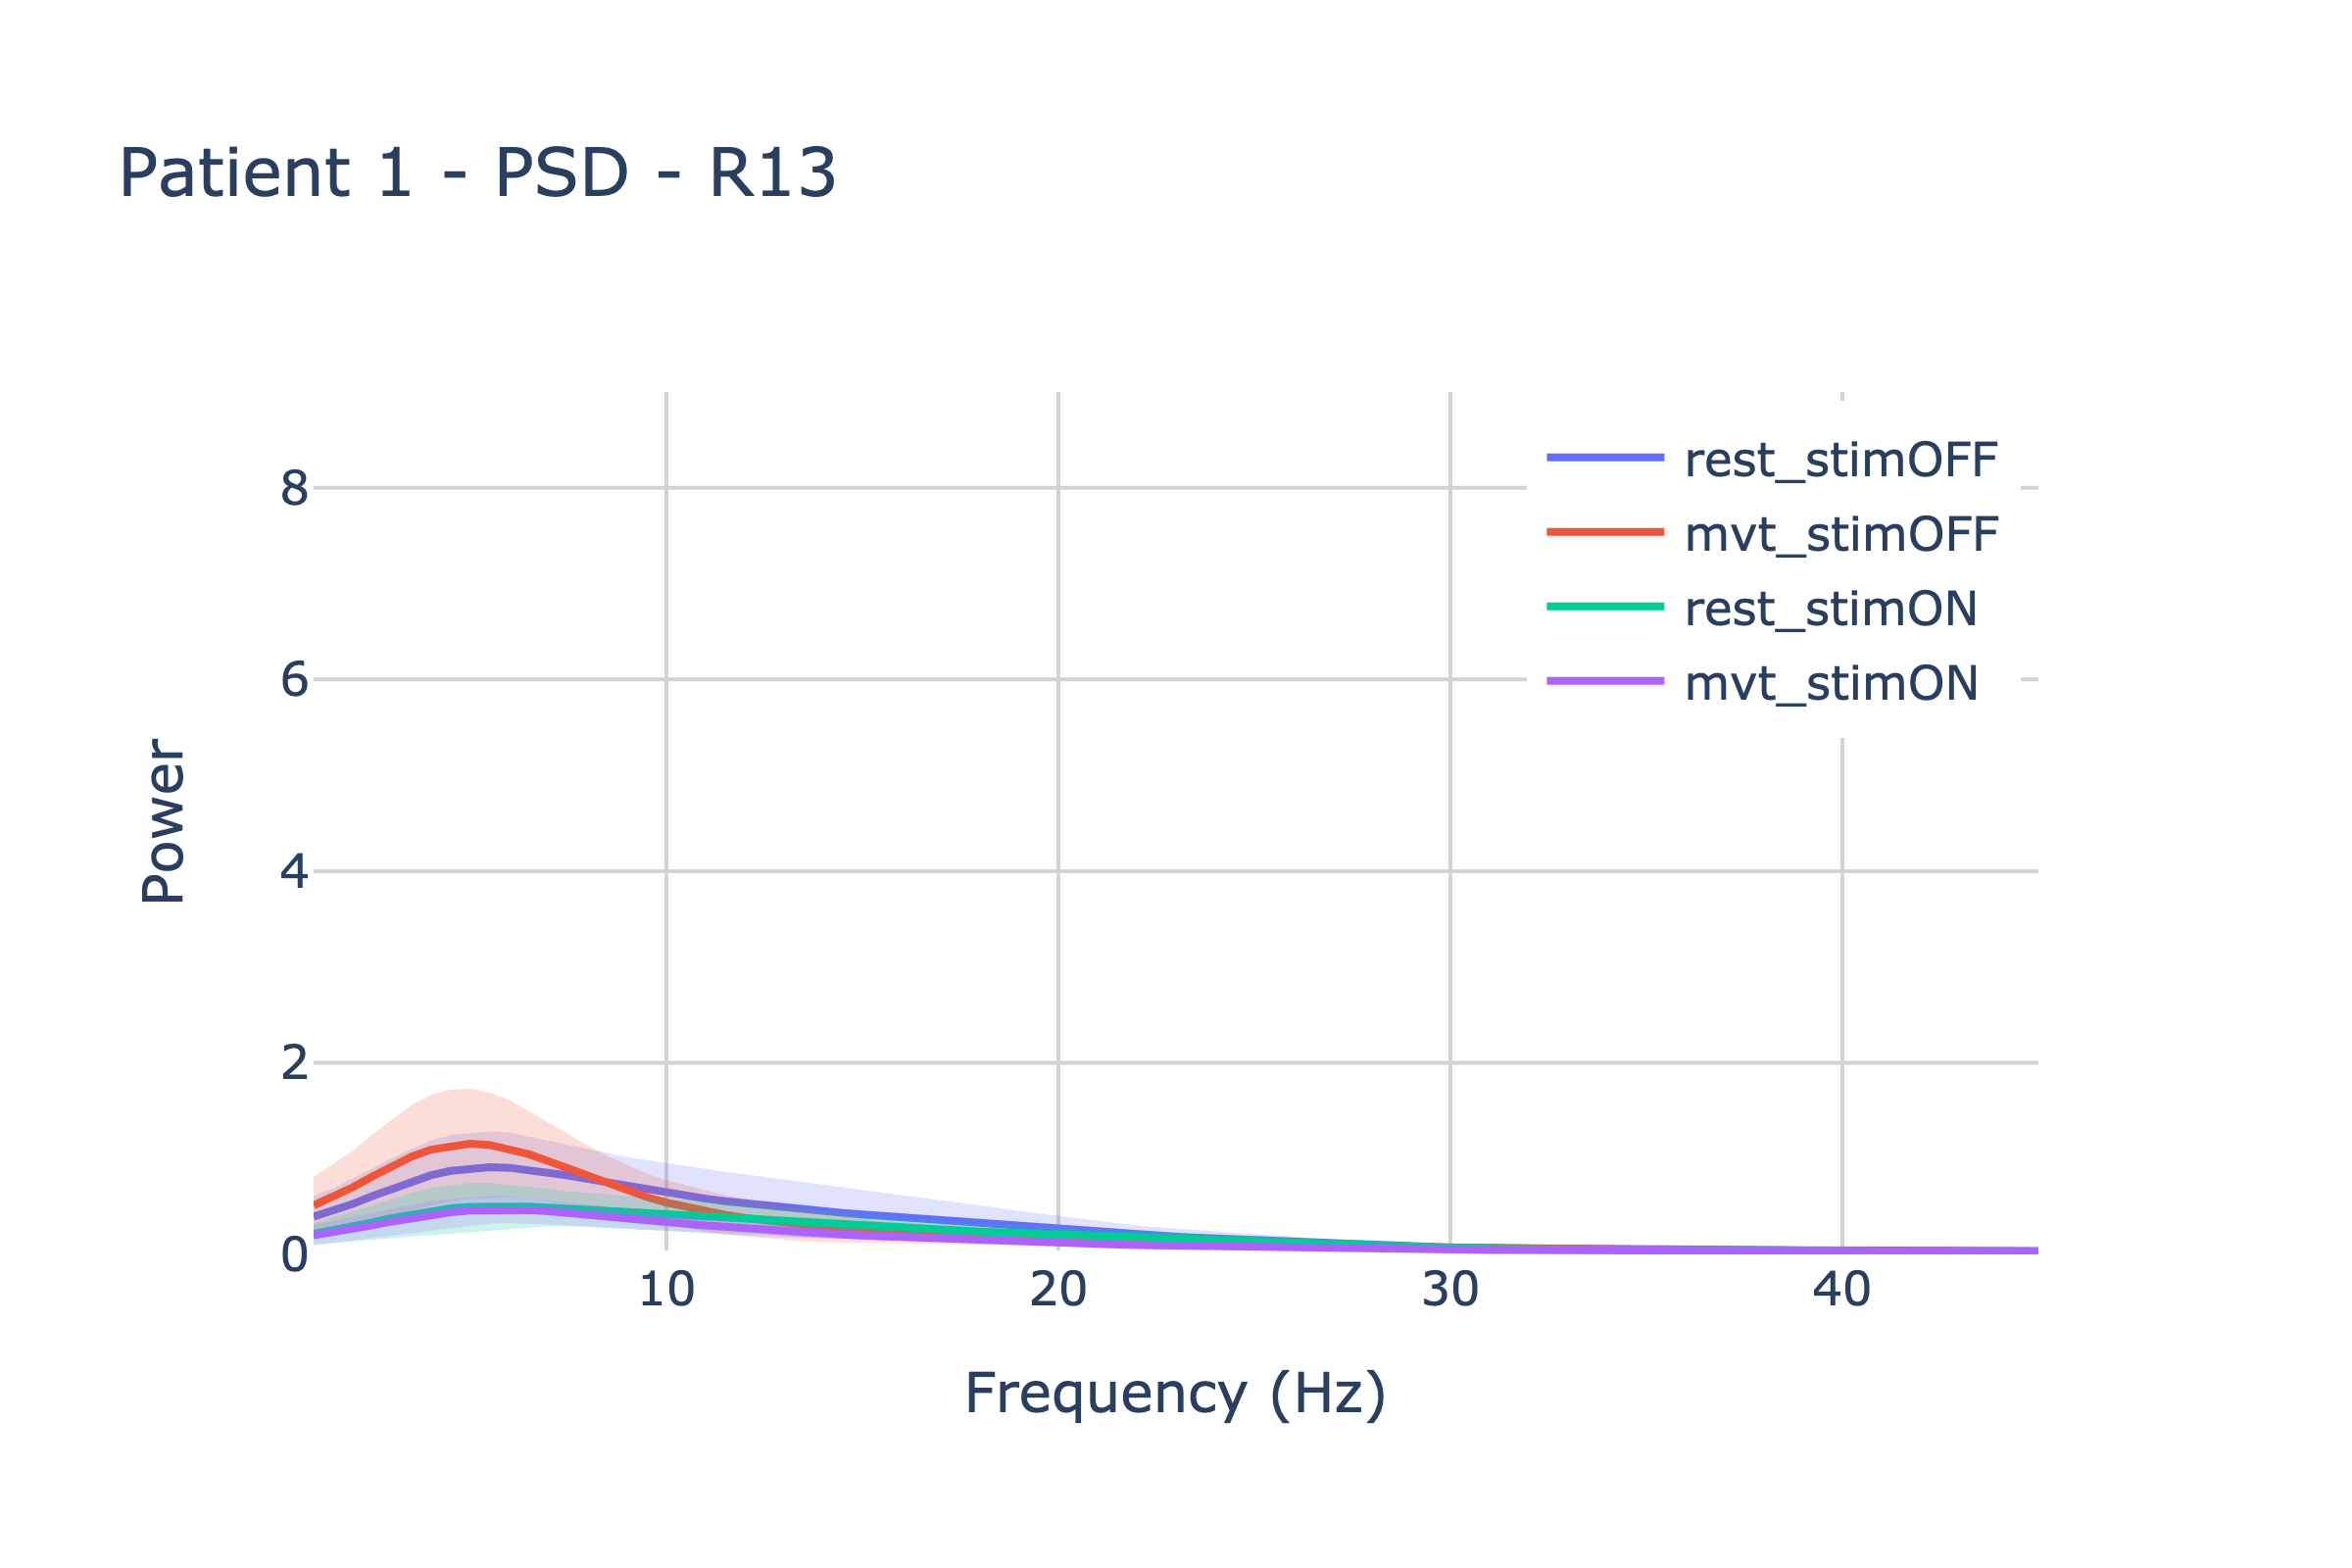 Patient 1 - PSD - R13
rest_stimOFF
mvt_stimOFF
rest_stimON
mvt_stimON
8
6
4
2
0
Power
10 20 30 40
Frequency (Hz)